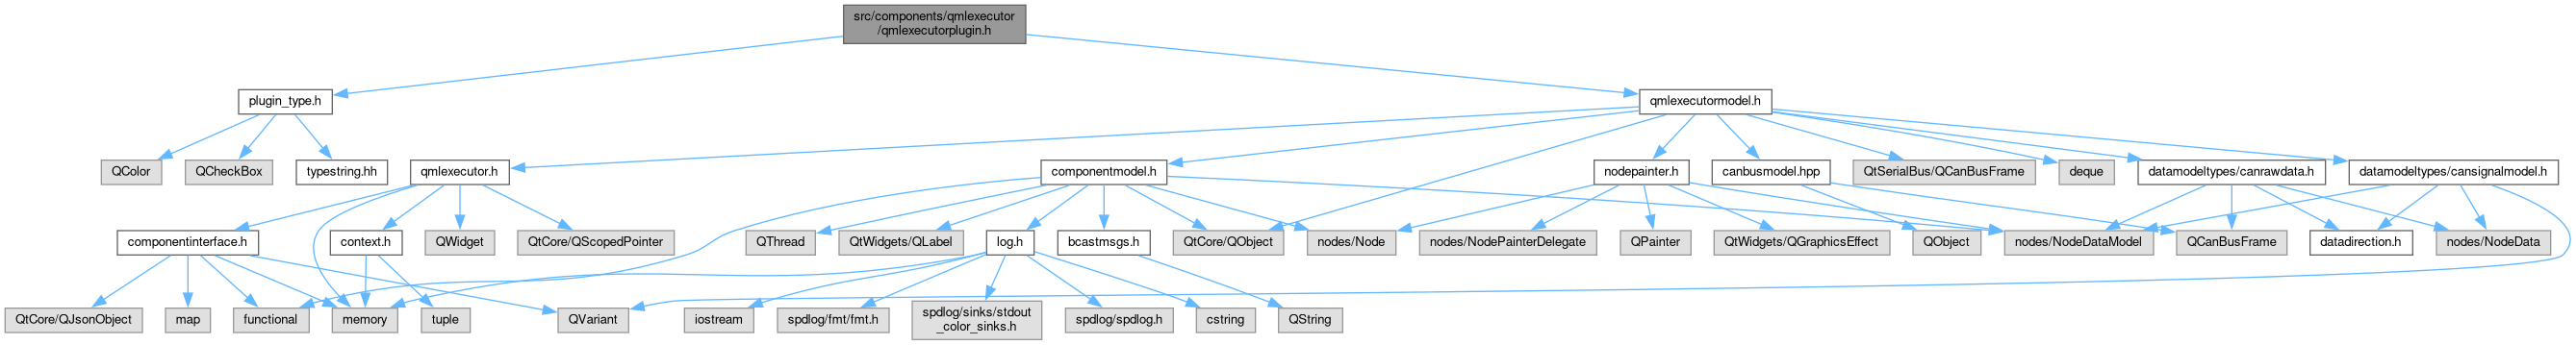 src/components/qmlexecutor
/qmlexecutorplugin.h
plugin_type.h
qmlexecutormodel.h
QColor
QCheckBox
typestring.hh
qmlexecutor.h
componentmodel.h
nodepainter.h
canbusmodel.hpp
QtSerialBus/QCanBusFrame
deque
datamodeltypes/canrawdata.h
datamodeltypes/cansignalmodel.h
componentinterface.h
context.h
QWidget
QtCore/QScopedPointer
QThread
QtWidgets/QLabel
log.h
bcastmsgs.h
QtCore/QObject
nodes/Node
nodes/NodePainterDelegate
QPainter
QtWidgets/QGraphicsEffect
QObject
nodes/NodeDataModel
QCanBusFrame
datadirection.h
nodes/NodeData
QtCore/QJsonObject
map
functional
memory
tuple
QVariant
iostream
spdlog/fmt/fmt.h
spdlog/sinks/stdout
_color_sinks.h
spdlog/spdlog.h
cstring
QString